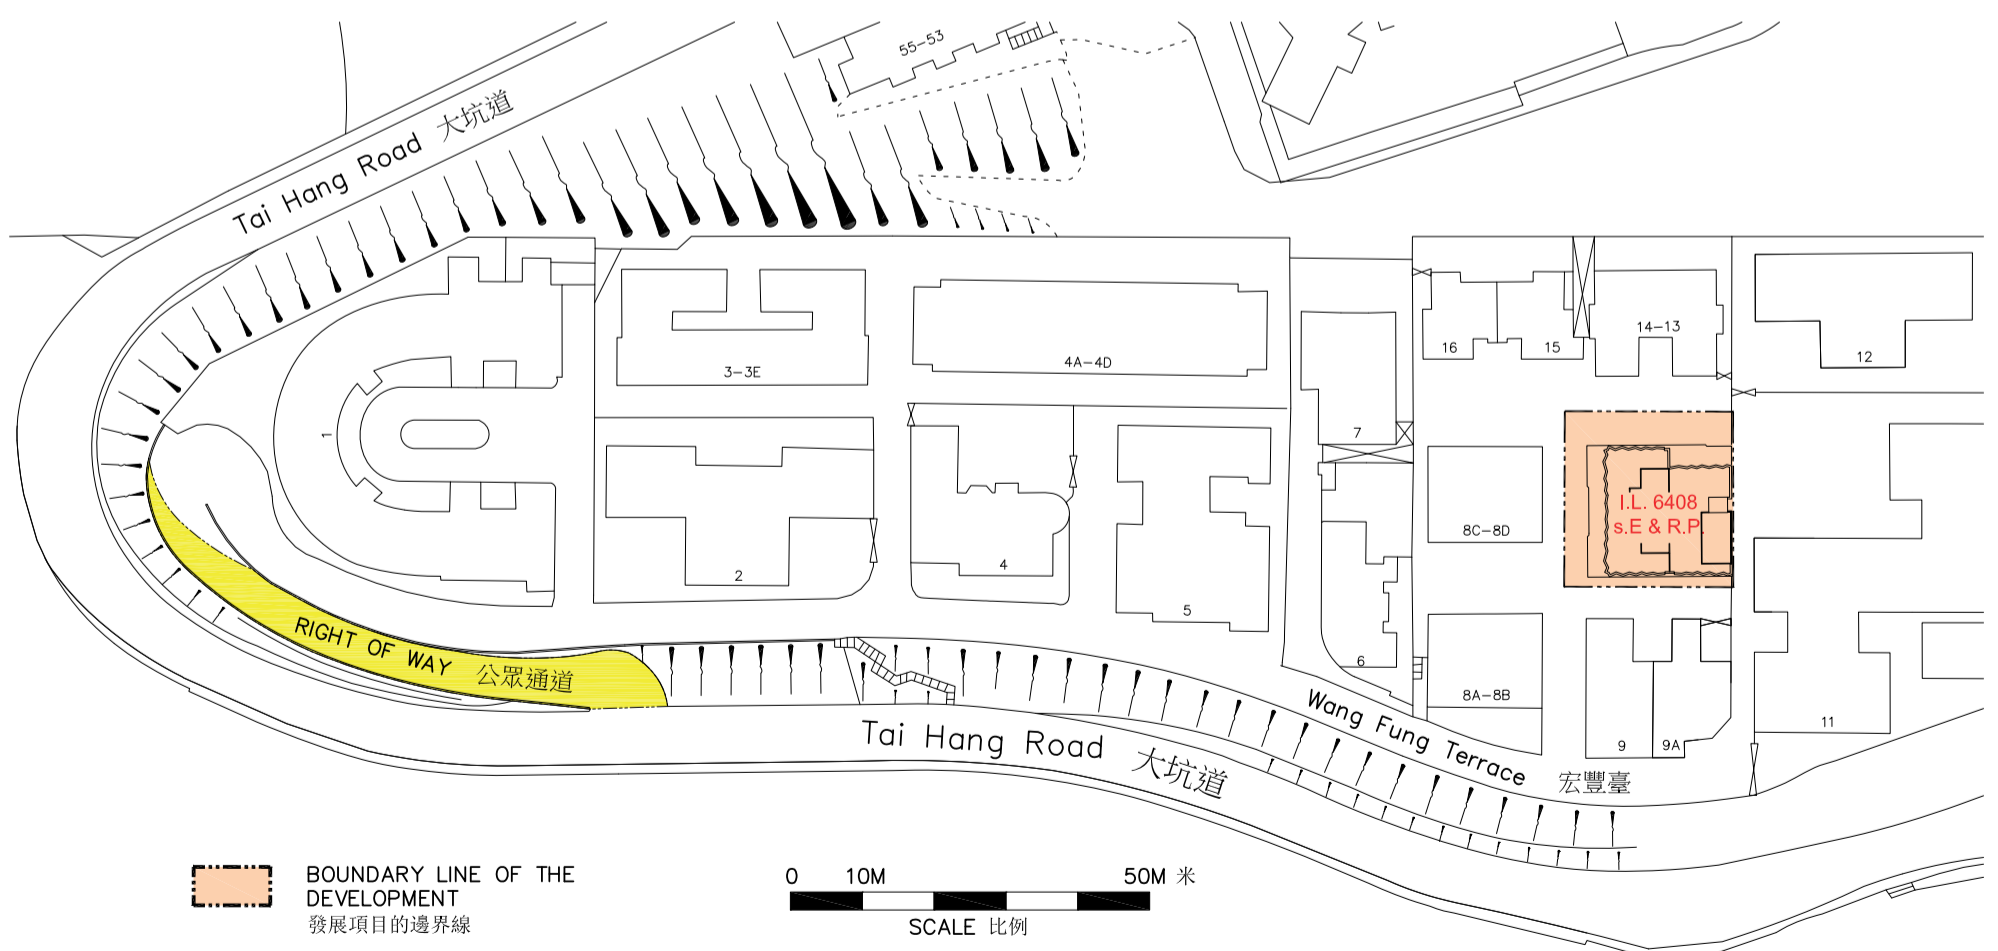 55-53
Tai Hang Road 大坑道
1
3-3E
4A-4D
16
15
14-13
12
7
2
4
5
6
8C-8D
I.L. 6408
s.E & R.P
8A-8B
9
9A
11
RIGHT OF WAY 公眾通道
Tai Hang Road 大坑道
Wang Fung Terrace 宏豐臺
BOUNDARY LINE OF THE
DEVELOPMENT
發展項目的邊界線
0 10M 50M 米
SCALE 比例